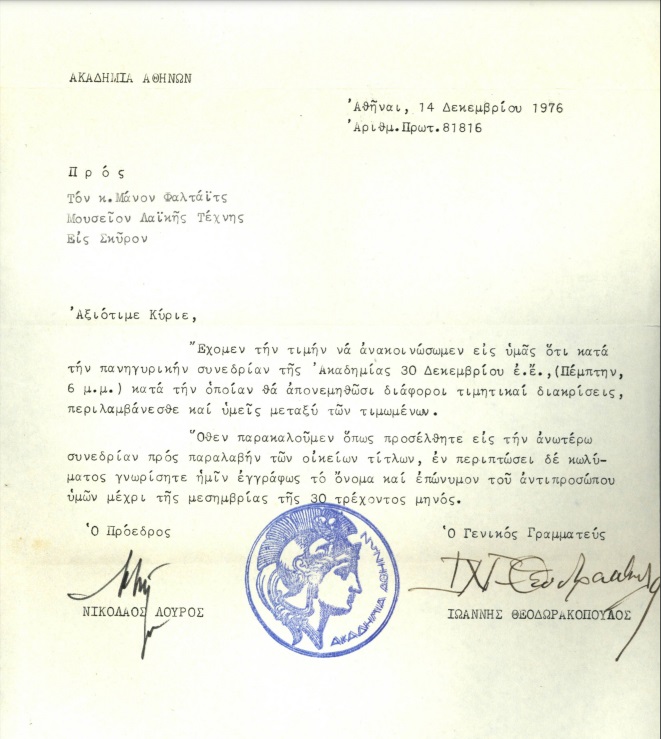 ΑΚΑΔΗΜΙΑ ΑΘΗΝΩΝ
Ἀθῆναι, 14 Δεκεμβρίου 1976
Ἀριθμ.Πρωτ.81816
Π ρ ό ς
Τόν κ.Μάνον Φαλτάϊτς
Μουσεῖον Λαϊκῆς Τέχνης
Εἰς Σκῦρον
Ἀξιότιμε Κύριε,
Ἔχομεν τήν τιμήν νά ἀνακοινώσωμεν εἰς ὑμᾶς ὅτι κατά
τήν πανηγυρικήν συνεδρίαν τῆς Ἀκαδημίας 30 Δεκεμβρίου ἐ.ἔ.,(Πέμπτην,
6 μ.μ.) κατά τήν ὁποίαν θά ἀπονεμηθῶσι διάφοροι τιμητικαί διακρίσεις,
περιλαμβάνεσθε καί ὑμεῖς μεταξύ τῶν τιμωμένων.
Ὅθεν παρακαλοῦμεν ὅπως προσέλθητε εἰς τήν ἀνωτέρω
συνεδρίαν πρός παραλαβήν τῶν οἰκείων τίτλων, ἐν περιπτώσει δέ κωλύ-
ματος γνωρίσητε ἡμῖν ἐγγράφως τό ὄνομα καί ἐπώνυμον τοῦ ἀντιπροσώπου
ὑμῶν μέχρι τῆς μεσημβρίας τῆς 30 τρέχοντος μηνός.
Ὁ Πρόεδρος
Ὁ Γενικός Γραμματεύς
ΑΚΑΔΗΜΙΑ ΑΘΗΝΩΝ
ΝΙΚΟΛΑΟΣ ΛΟΥΡΟΣ
ΙΩΑΝΝΗΣ ΘΕΟΔΩΡΑΚΟΠΟΥΛΟΣ